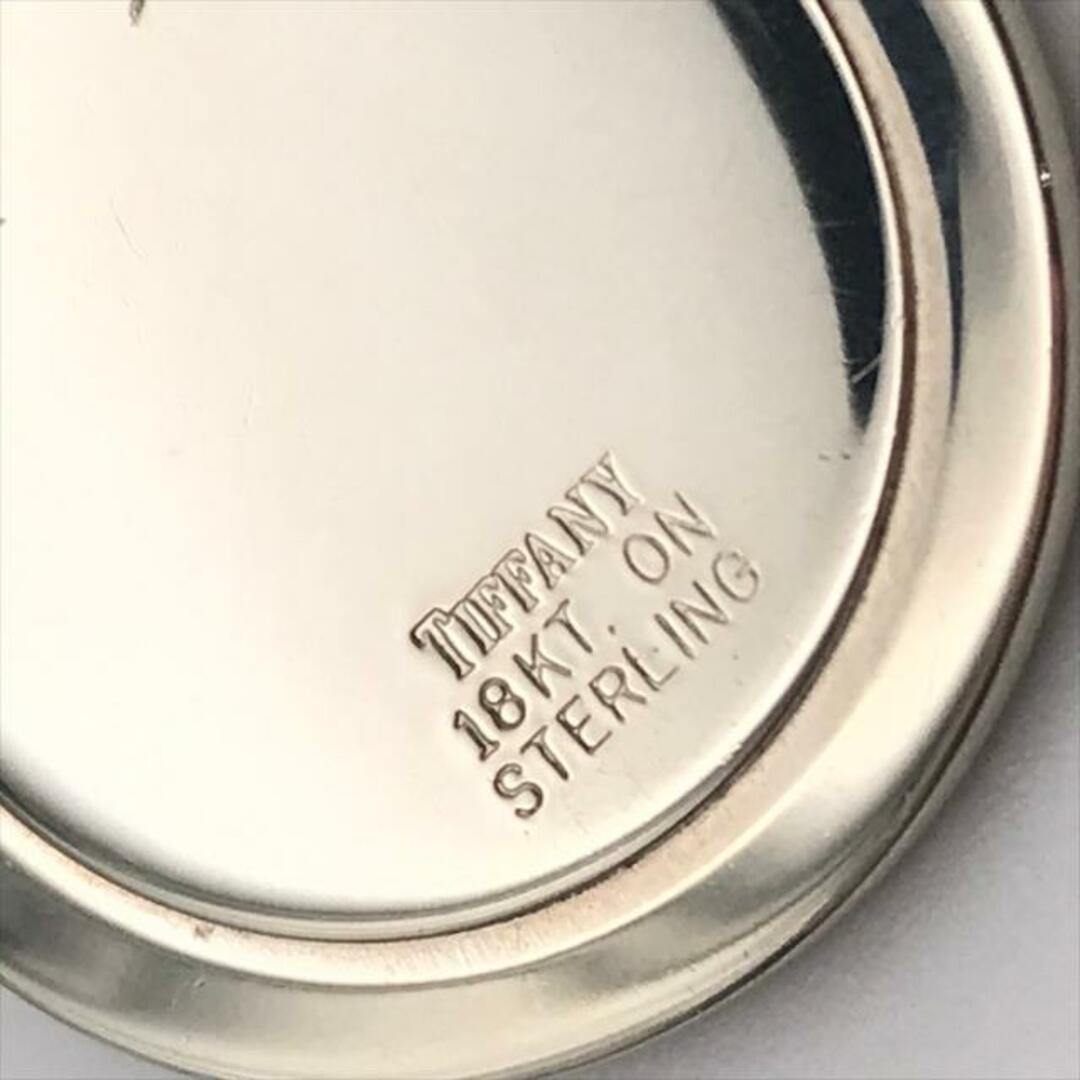 TIFFANY
18KT. ON
STERLING